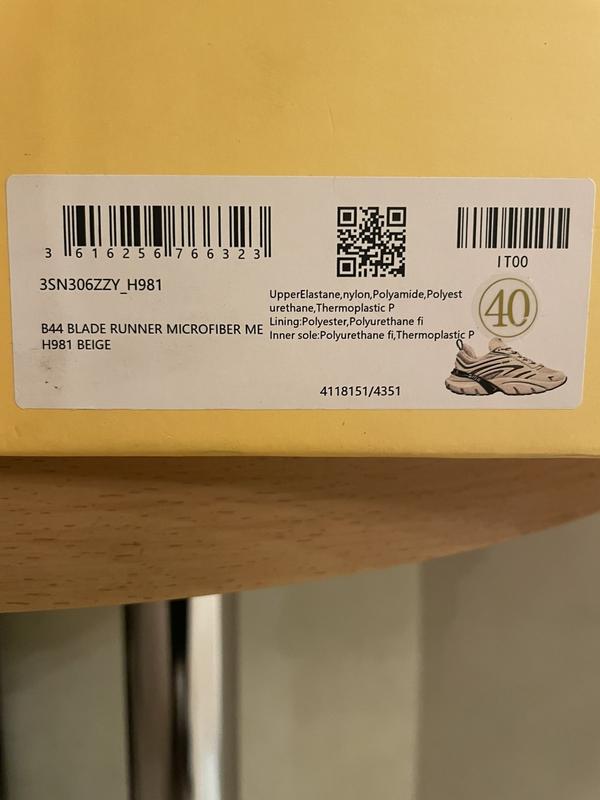 3 616256 766323
IT00
3SN306ZZY_H981
UpperElastane,nylon,Polyamide,Polyest
urethane,Thermoplastic P
Lining:Polyester,Polyurethane fi
Inner sole:Polyurethane fi,Thermoplastic P
40
B44 BLADE RUNNER MICROFIBER ME
H981 BEIGE
4118151/4351